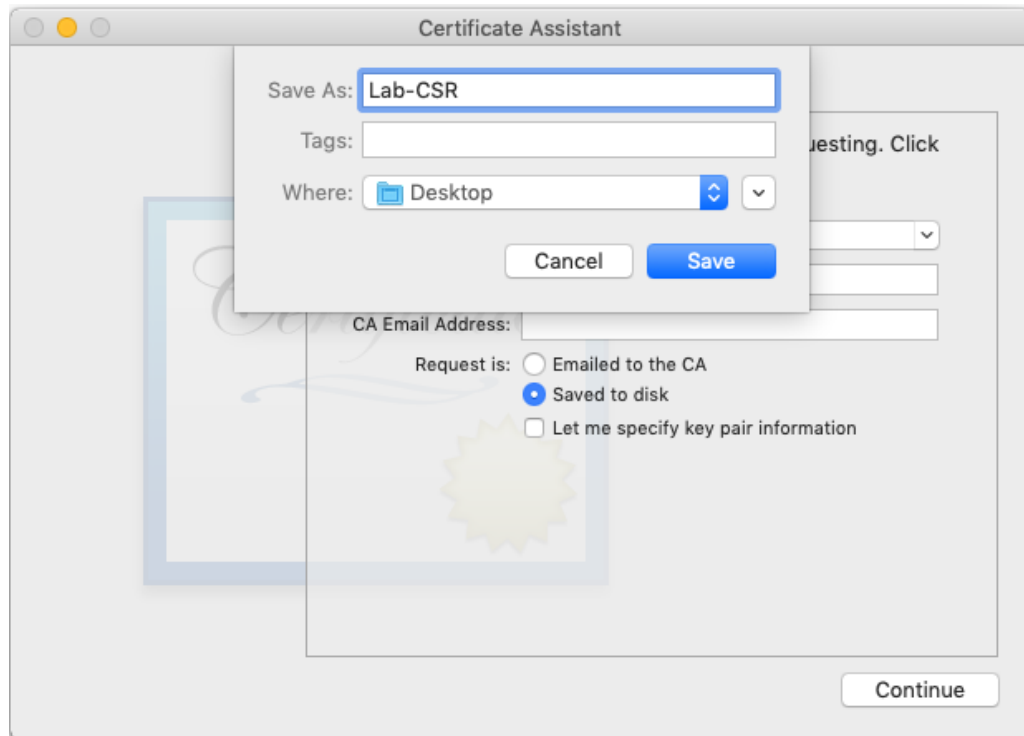 Certificate Assistant
Save As: Lab-CSR
Tags:
uesting. Click
Where: Desktop
Cancel Save
CA Email Address:
Request is: Emailed to the CA
Saved to disk
Let me specify key pair information
Continue